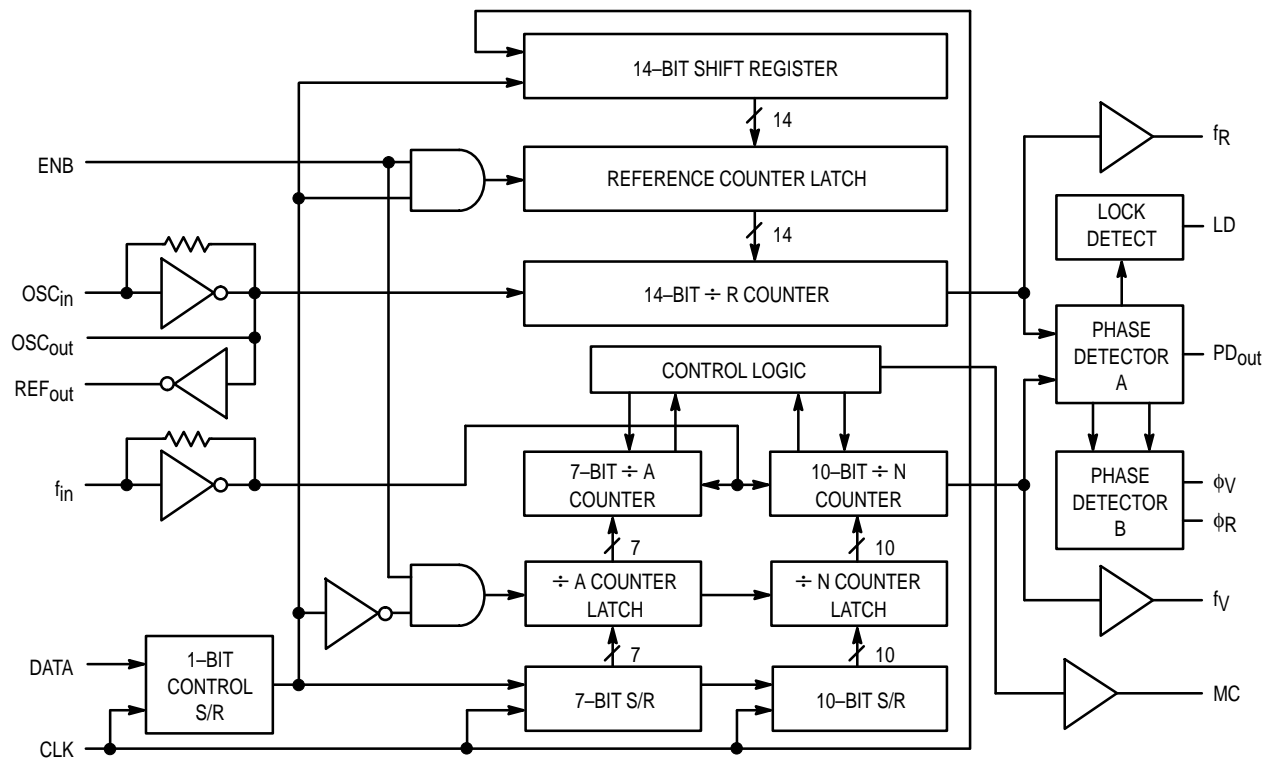 14–BIT SHIFT REGISTER
14
fR
ENB
REFERENCE COUNTER LATCH
LOCK
DETECT
LD
14
OSCin
14–BIT ÷ R COUNTER
OSCout
PHASE
DETECTOR
A
PDout
CONTROL LOGIC
REFout
7–BIT ÷ A
COUNTER
10–BIT ÷ N
COUNTER
fin
PHASE
DETECTOR
B
ϕV
ϕR
7
10
÷ A COUNTER
LATCH
÷ N COUNTER
LATCH
fV
7
10
DATA
1–BIT
CONTROL
S/R
7–BIT S/R
10–BIT S/R
MC
CLK